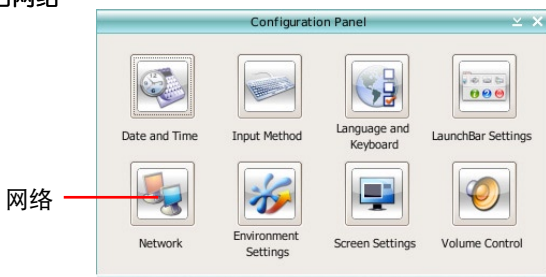 Configuration Panel
Date and Time
Input Method
Language and
Keyboard
LaunchBar Settings
网络
Network
Environment
Settings
Screen Settings
Volume Control